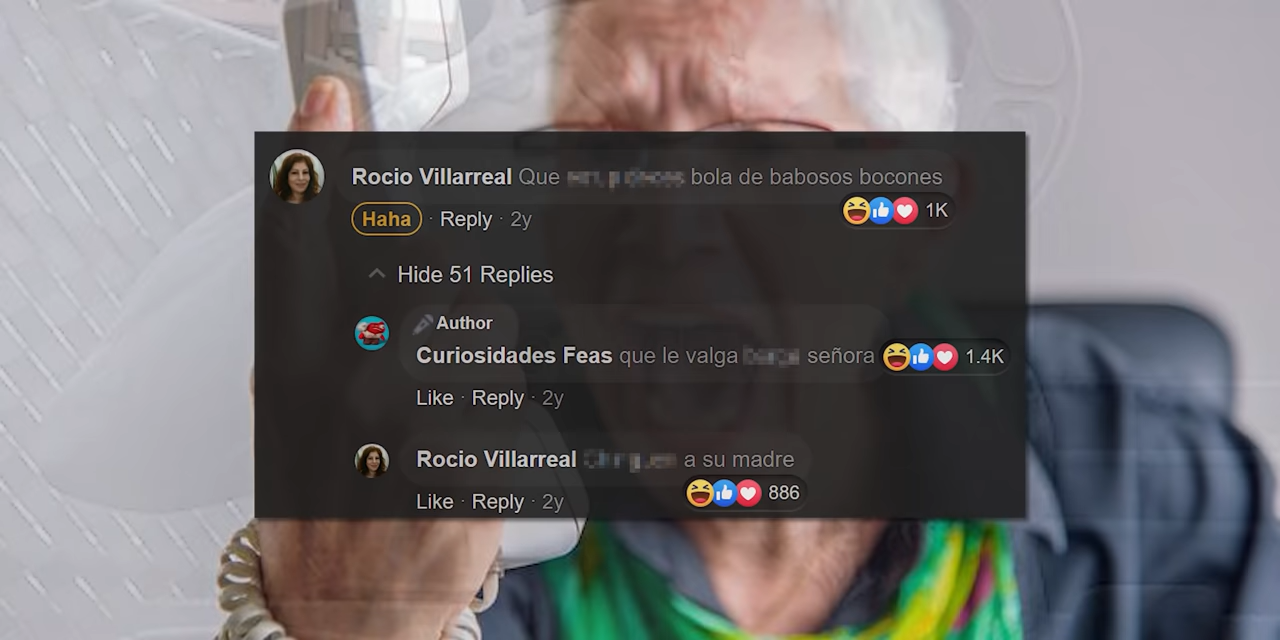 Rocio Villarreal Que bola de babosos bocones
Haha · Reply · 2y 1K
Hide 51 Replies
Author
Curiosidades Feas que le valga señora 1.4K
Like · Reply · 2y
Rocio Villarreal a su madre
Like · Reply · 2y 886